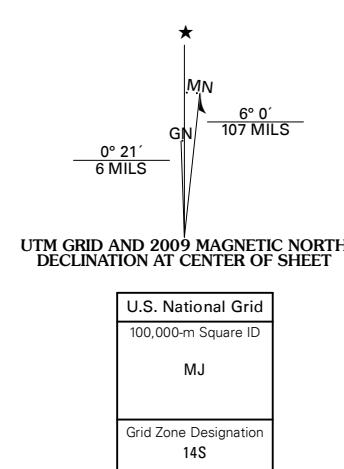 ★
MN
GN
6° 0´
107 MILS
0° 21´
6 MILS
UTM GRID AND 2009 MAGNETIC NORTH
DECLINATION AT CENTER OF SHEET
U.S. National Grid
100,000-m Square ID
MJ
Grid Zone Designation
14S